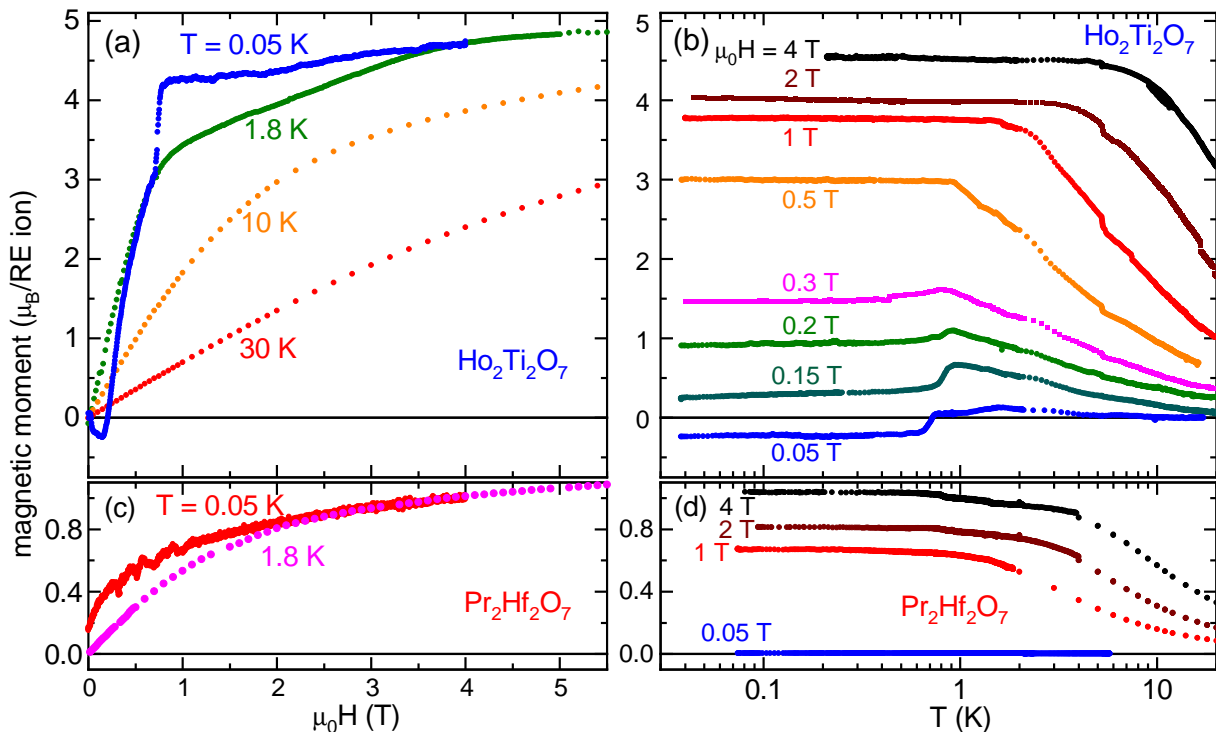 magnetic moment (μB/RE ion)
5
4
3
2
1
0
(a)
T = 0.05 K
1.8 K
10 K
30 K
Ho2Ti2O7
5
4
3
2
1
0
(b)
Ho2Ti2O7
μ0H = 4 T
2 T
1 T
0.5 T
0.3 T
0.2 T
0.15 T
0.05 T
0.8
0.4
0.0
(c)
T = 0.05 K
1.8 K
Pr2Hf2O7
0 1 2 3 4 5
μ0H (T)
0.8
0.4
0.0
(d)
4 T
2 T
1 T
Pr2Hf2O7
0.05 T
0.1 1 10
T (K)